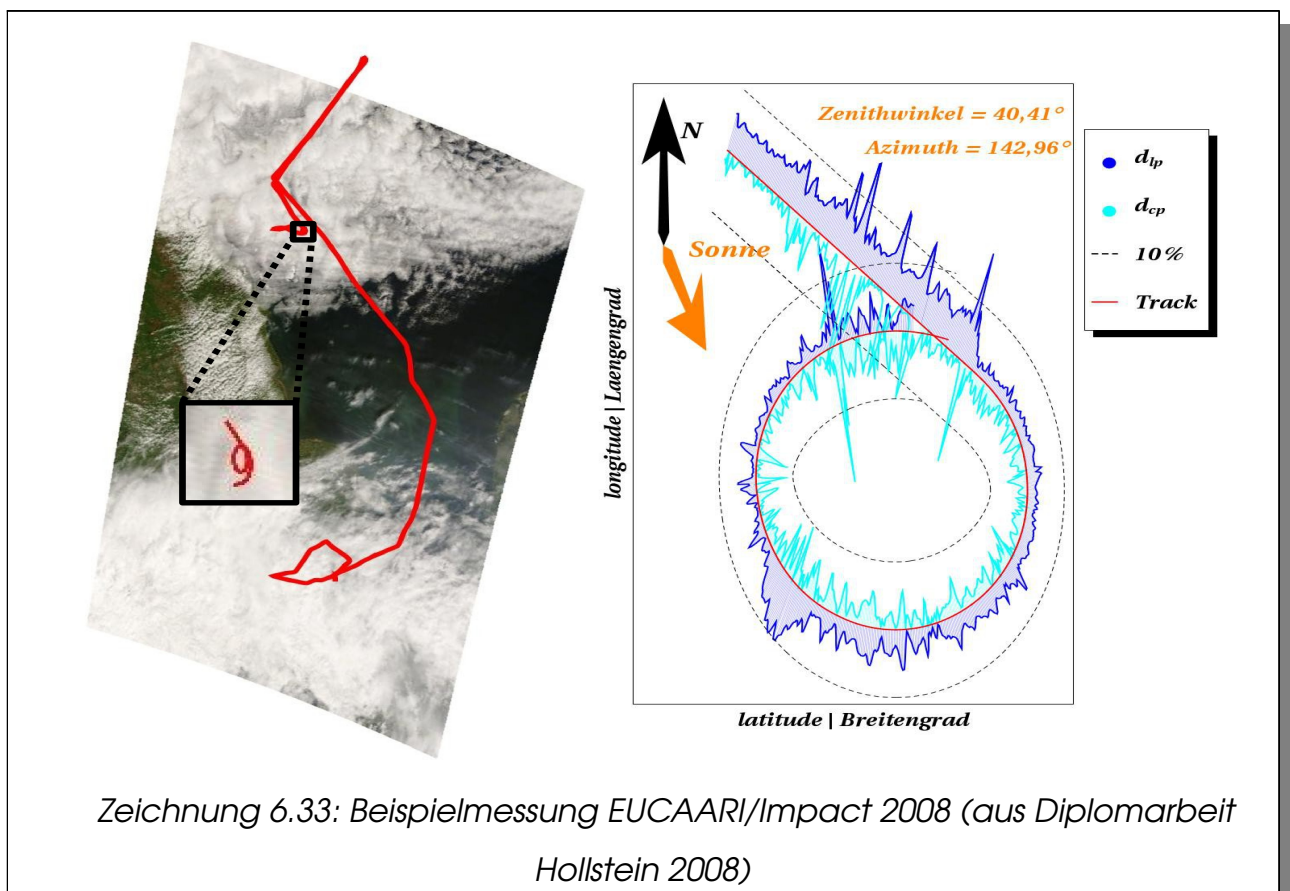 Zenithwinkel = 40,41°
Azimuth = 142,96°
N
Sonne
longitude | Laengengrad
latitude | Breitengrad
d_lp
d_cp
10%
Track
Zeichnung 6.33: Beispielmessung EUCAARI/Impact 2008 (aus Diplomarbeit
Hollstein 2008)